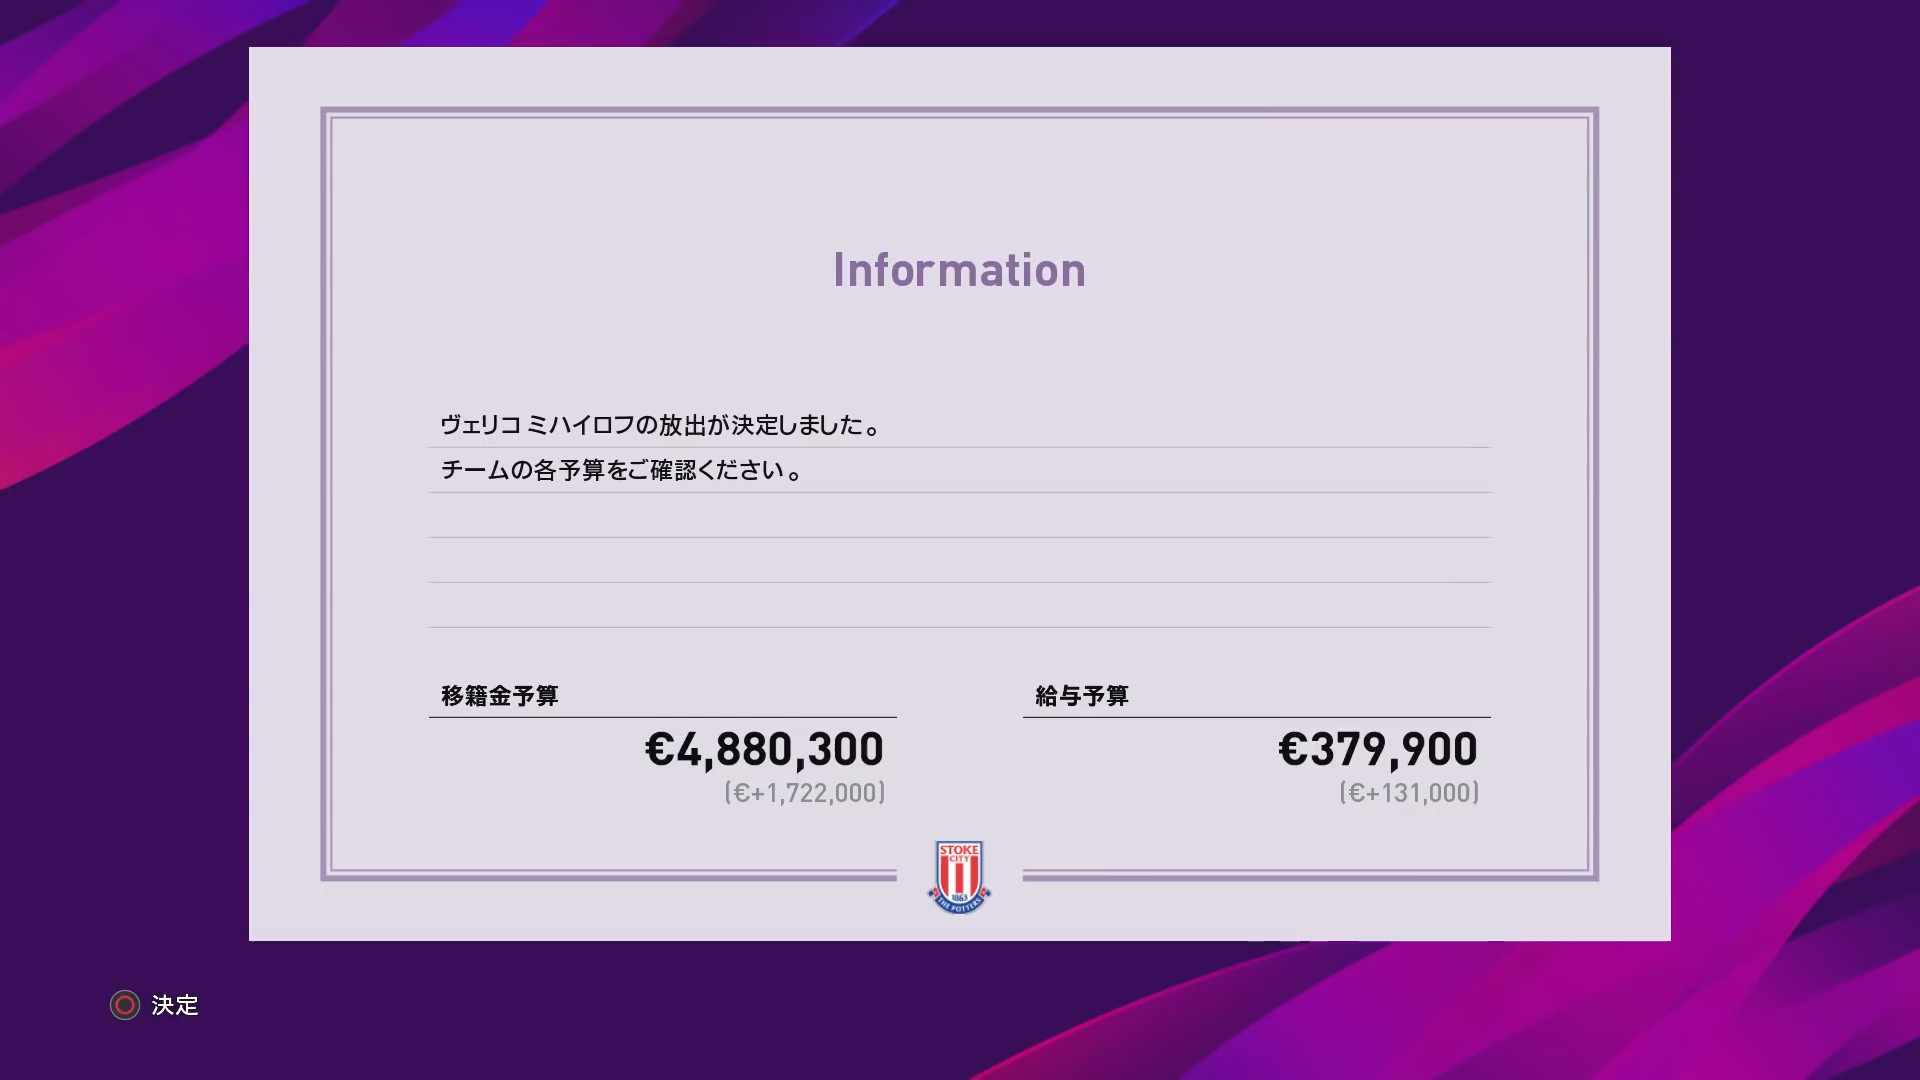 Information
ヴェリコ ミハイロフの放出が決定しました。
チームの各予算をご確認ください。
移籍金予算
€4,880,300
(€+1,722,000)
給与予算
€379,900
(€+131,000)
STOKE
CITY
1863
THE POTTERS
決定